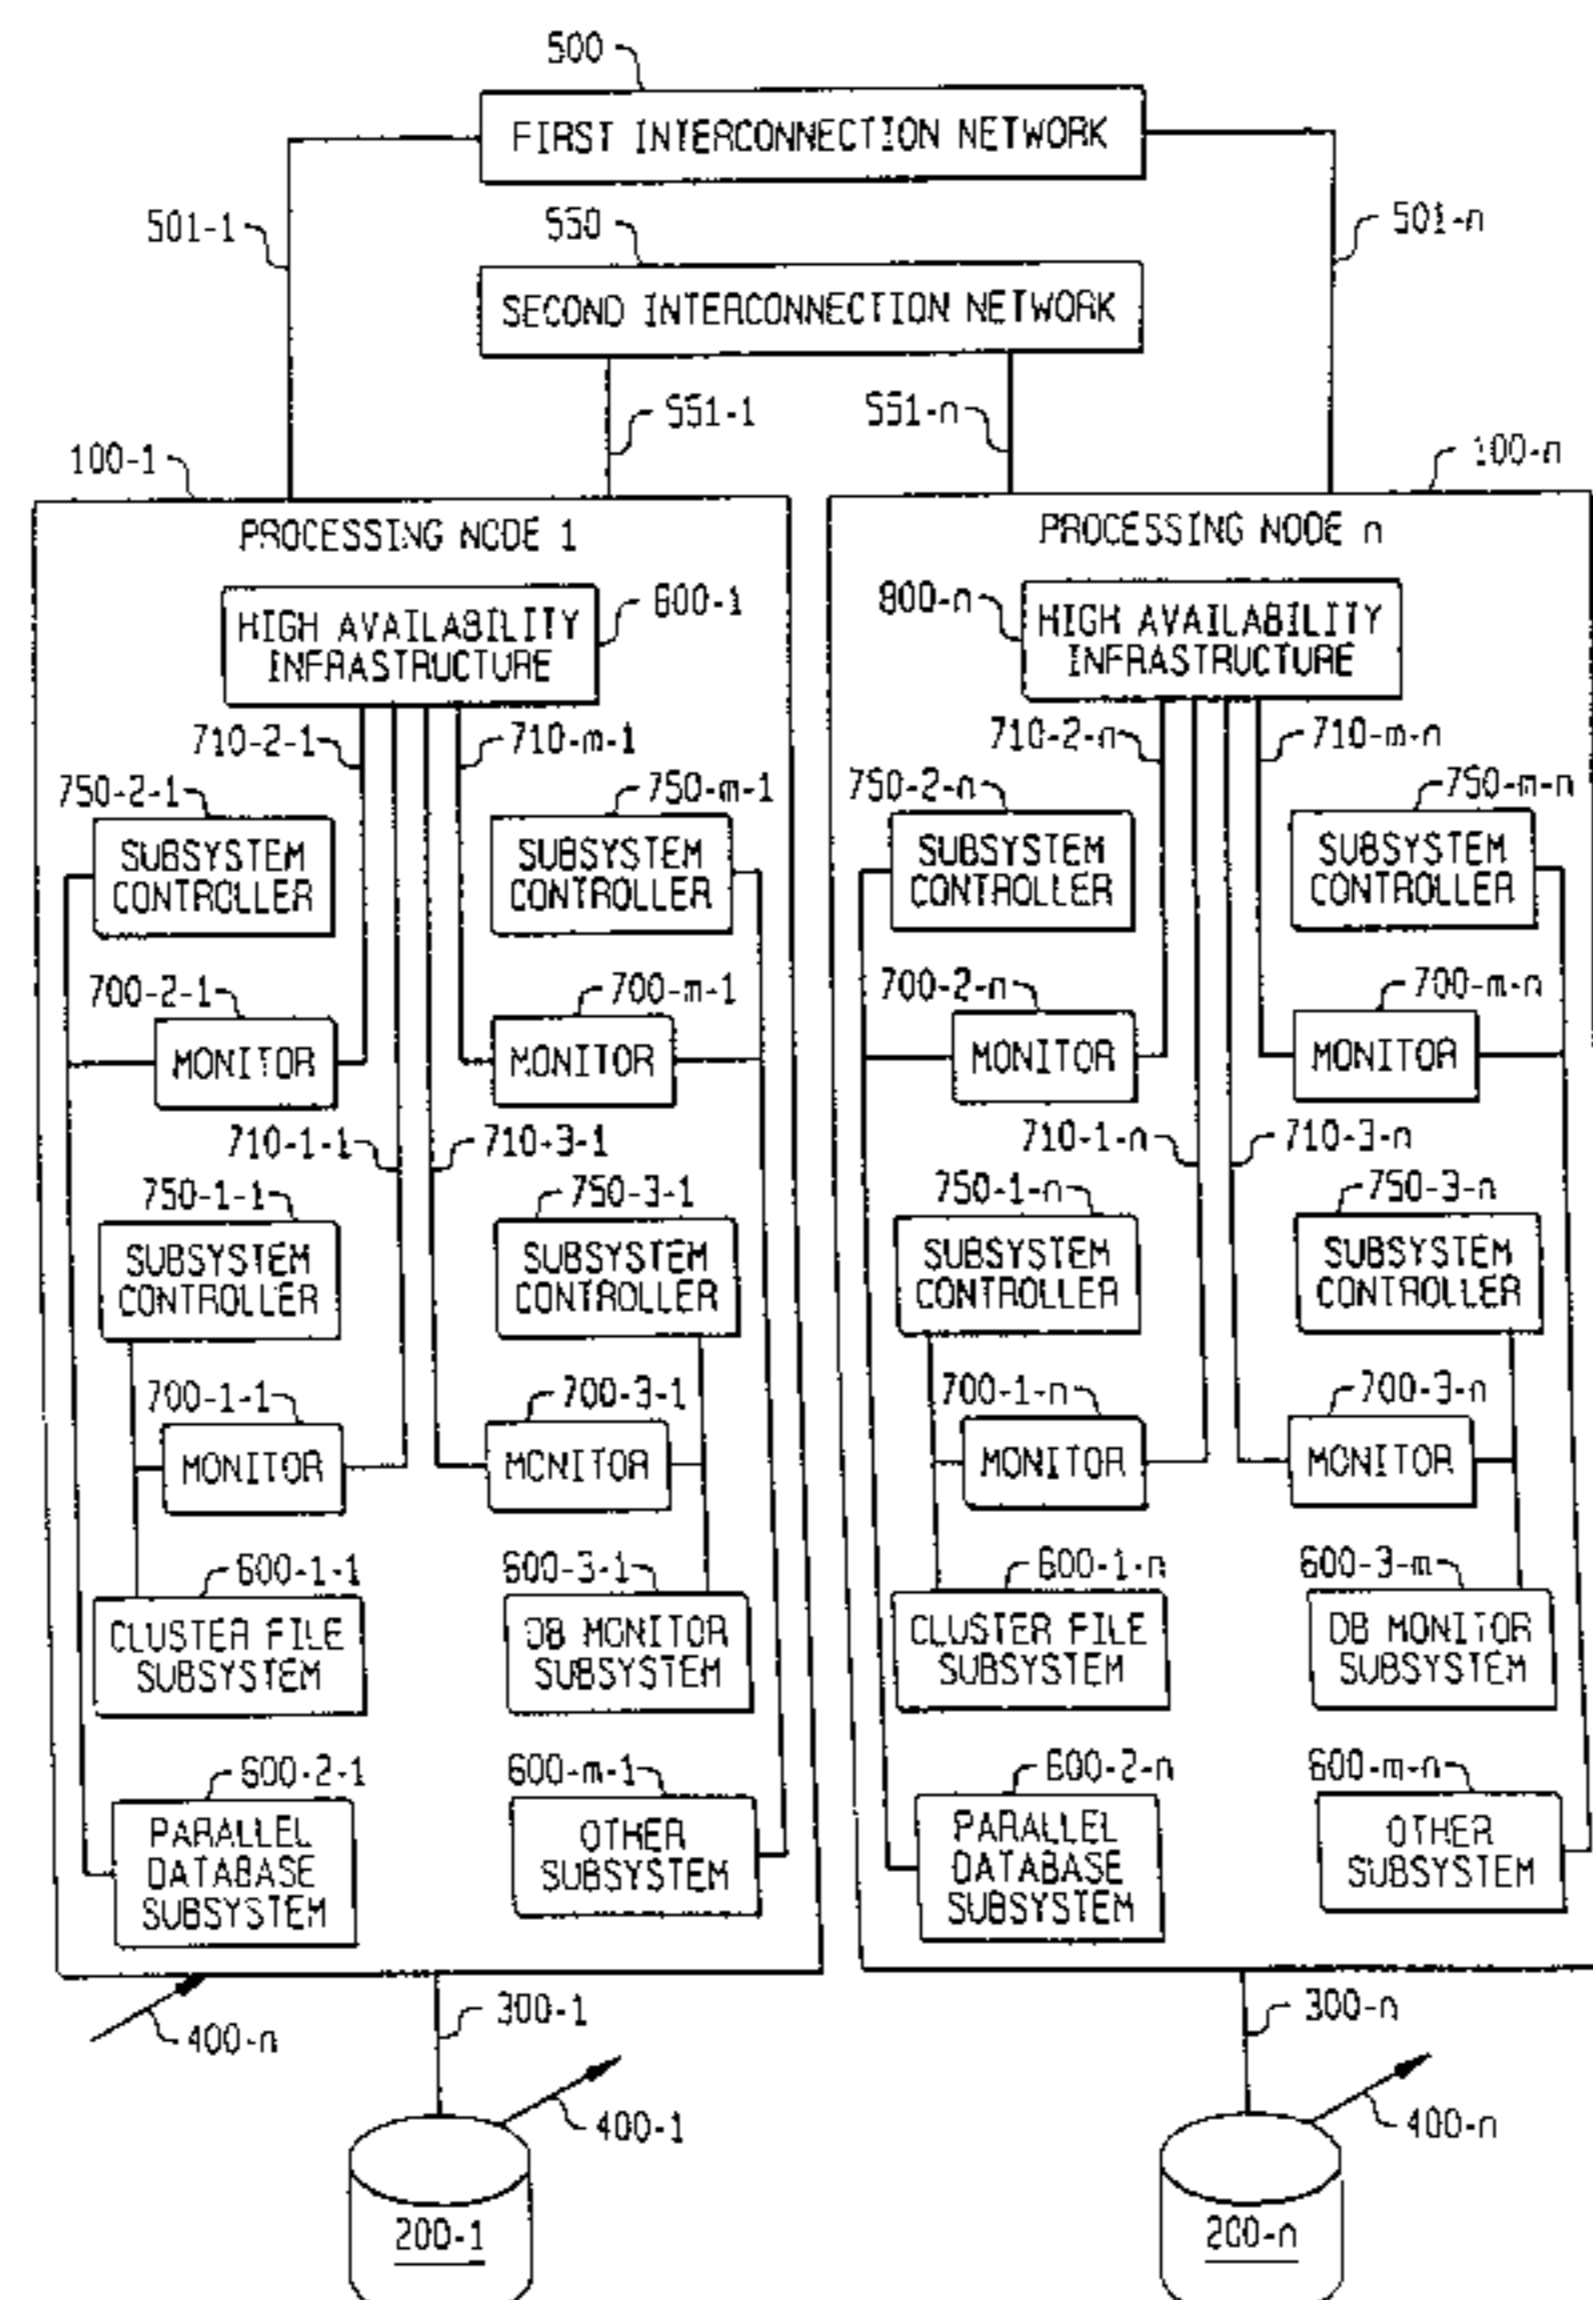 500
FIRST INTERCONNECTION NETWORK
501-1
550
501-n
SECOND INTERCONNECTION NETWORK
551-1
551-n
100-1
100-n
PROCESSING NODE 1
HIGH AVAILABILITY
INFRASTRUCTURE
800-1
710-2-1
710-m-1
750-2-1
750-m-1
SUBSYSTEM
CONTROLLER
SUBSYSTEM
CONTROLLER
700-2-1
700-m-1
MONITOR
MONITOR
710-1-1
710-3-1
750-1-1
750-3-1
SUBSYSTEM
CONTROLLER
SUBSYSTEM
CONTROLLER
700-1-1
700-3-1
MONITOR
MONITOR
600-1-1
600-3-1
CLUSTER FILE
SUBSYSTEM
DB MONITOR
SUBSYSTEM
600-2-1
600-m-1
PARALLEL
DATABASE
SUBSYSTEM
OTHER
SUBSYSTEM
400-n
300-1
400-1
200-1
PROCESSING NODE n
800-n
HIGH AVAILABILITY
INFRASTRUCTURE
710-2-n
710-m-n
750-2-n
750-m-n
SUBSYSTEM
CONTROLLER
SUBSYSTEM
CONTROLLER
700-2-n
700-m-n
MONITOR
MONITOR
710-1-n
710-3-n
750-1-n
750-3-n
SUBSYSTEM
CONTROLLER
SUBSYSTEM
CONTROLLER
700-1-n
700-3-n
MONITOR
MONITOR
600-1-n
600-3-m
CLUSTER FILE
SUBSYSTEM
DB MONITOR
SUBSYSTEM
600-2-n
600-m-n
PARALLEL
DATABASE
SUBSYSTEM
OTHER
SUBSYSTEM
300-n
400-n
200-n